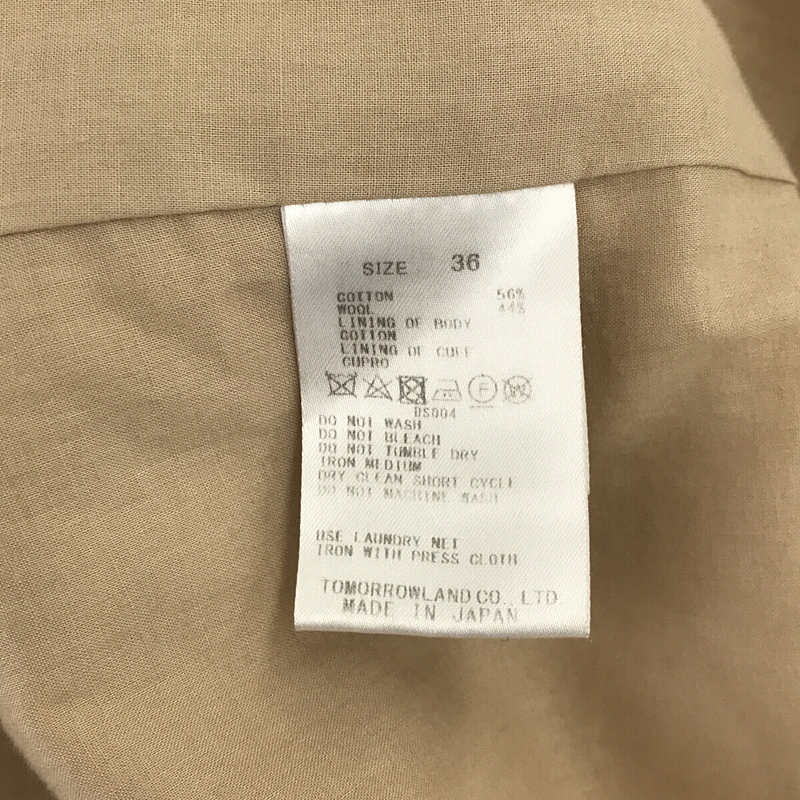 SIZE 36
COTTON 56%
WOOL 44%
LINING OF BODY
COTTON
LINING OF CUFF
CUPRO
F W
DS004
DO NOT WASH
DO NOT BLEACH
DO NOT TUMBLE DRY
IRON MEDIUM
DRY CLEAN SHORT CYCLE
DO NOT MACHINE WASH
USE LAUNDRY NET
IRON WITH PRESS CLOTH
TOMORROWLAND CO., LTD.
MADE IN JAPAN